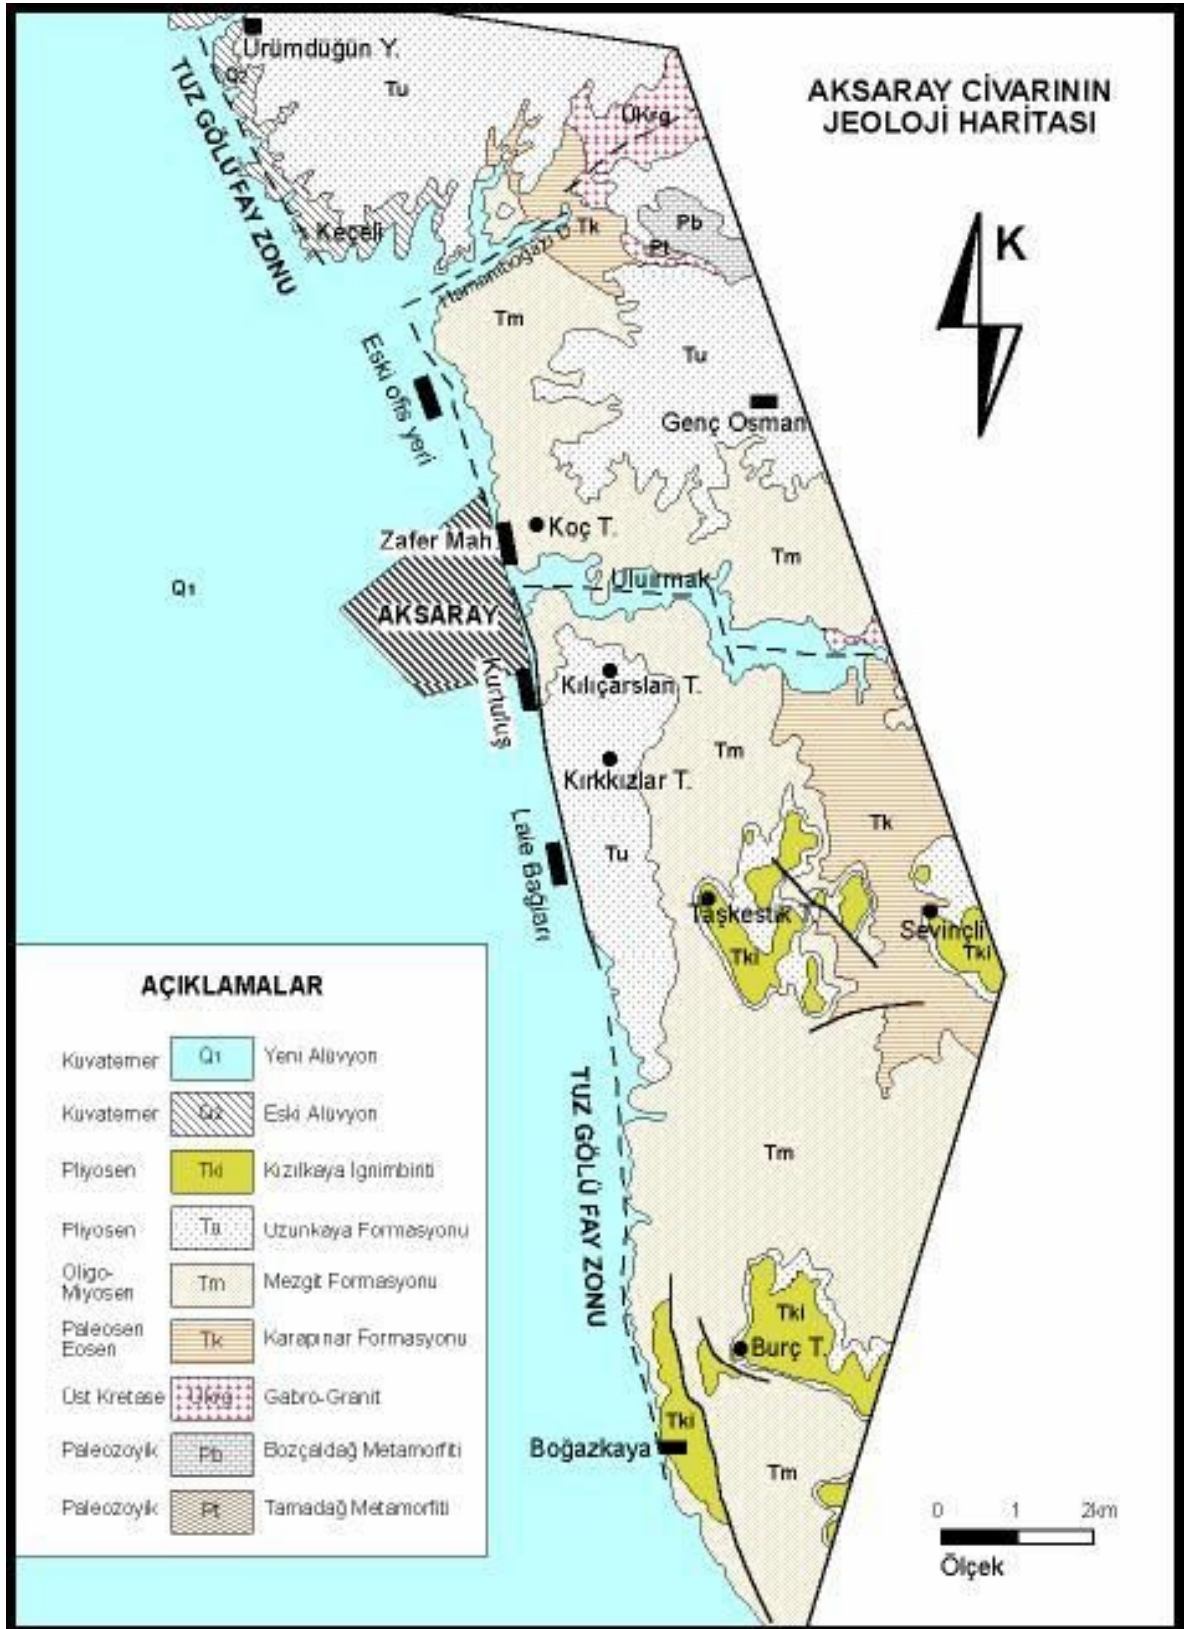 AKSARAY CİVARININ
JEOLOJİ HARİTASI
K
Ürümdüğün Y.
Q2
Tu
TUZ GÖLÜ FAY ZONU
Keçeli
ÜKrg
Tk
Pb
Pt
Hamamboğazı D.
Tm
Tu
Eski ofis yeri
Genç Osman
Koç T.
Zafer Mah.
Tm
Uluırmak
Q1
AKSARAY
Kurtuluş
Kılıçarslan T.
Tm
Kırkkızlar T.
Tk
Lale Bağları
Tu
Taşkestik T.
Sevinçli
Tki
Tki
TUZ GÖLÜ FAY ZONU
Tm
Tki
Burç T.
Tki
Boğazkaya
Tm
0 1 2km
Ölçek
AÇIKLAMALAR
Kuvaterner Q1 Yeni Alüvyon
Kuvaterner Q2 Eski Alüvyon
Pliyosen Tki Kızılkaya İgnimbiriti
Pliyosen Tu Uzunkaya Formasyonu
Oligo-
Miyosen Tm Mezgit Formasyonu
Paleosen
Eosen Tk Karapınar Formasyonu
Üst Kretase ÜKrg Gabro-Granit
Paleozoyik Pb Bozçaldağ Metamorfiti
Paleozoyik Pt Tamadağ Metamorfiti